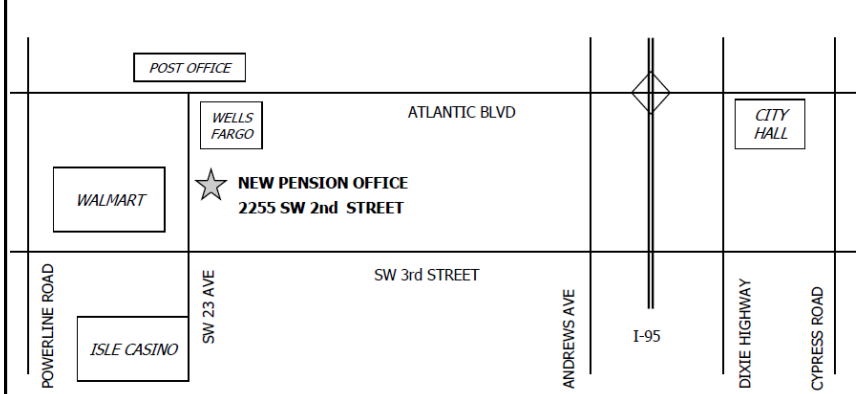 POST OFFICE
WELLS
FARGO
ATLANTIC BLVD
CITY
HALL
WALMART
NEW PENSION OFFICE
2255 SW 2nd STREET
SW 3rd STREET
POWERLINE ROAD
SW 23 AVE
ISLE CASINO
ANDREWS AVE
I-95
DIXIE HIGHWAY
CYPRESS ROAD